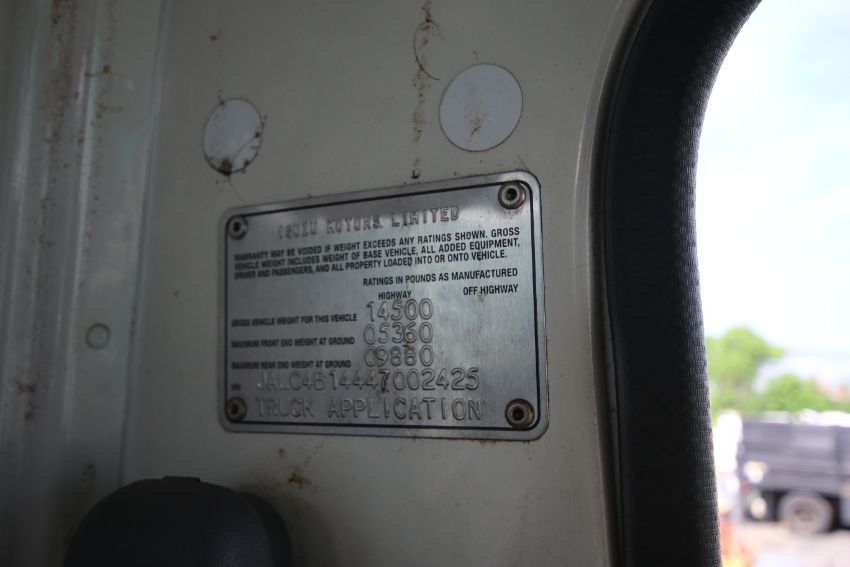 ISUZU MOTORS LIMITED
WARRANTY MAY BE VOIDED IF WEIGHT EXCEEDS ANY RATINGS SHOWN. GROSS
VEHICLE WEIGHT INCLUDES WEIGHT OF BASE VEHICLE, ALL ADDED EQUIPMENT,
DRIVER AND PASSENGERS, AND ALL PROPERTY LOADED INTO OR ONTO VEHICLE.
RATINGS IN POUNDS AS MANUFACTURED
HIGHWAY OFF HIGHWAY
GROSS VEHICLE WEIGHT FOR THIS VEHICLE 14500
MAXIMUM FRONT END WEIGHT AT GROUND 05360
MAXIMUM REAR END WEIGHT AT GROUND 09880
VIN JALC4B14447002425
TRUCK APPLICATION